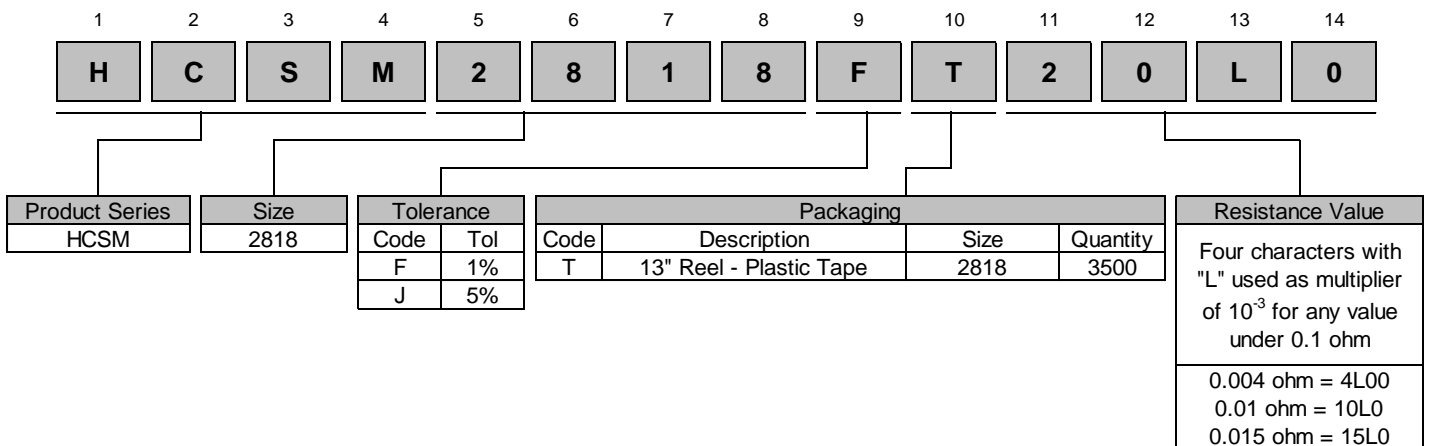 1 2 3 4 5 6 7 8 9 10 11 12 13 14
H C S M 2 8 1 8 F T 2 0 L 0
Product Series
HCSM
Size
2818
Tolerance
Code Tol
F 1%
J 5%
Packaging
Code Description Size Quantity
T 13" Reel - Plastic Tape 2818 3500
Resistance Value
Four characters with
"L" used as multiplier
of 10⁻³ for any value
under 0.1 ohm
0.004 ohm = 4L00
0.01 ohm = 10L0
0.015 ohm = 15L0